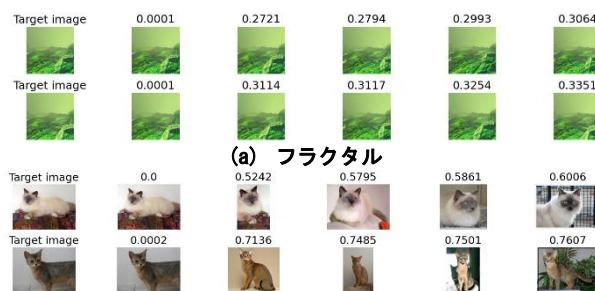 Target image 0.0001 0.2721 0.2794 0.2993 0.3064
Target image 0.0001 0.3114 0.3117 0.3254 0.3351
(a) フラクタル
Target image 0.0 0.5242 0.5795 0.5861 0.6006
Target image 0.0002 0.7136 0.7485 0.7501 0.7607